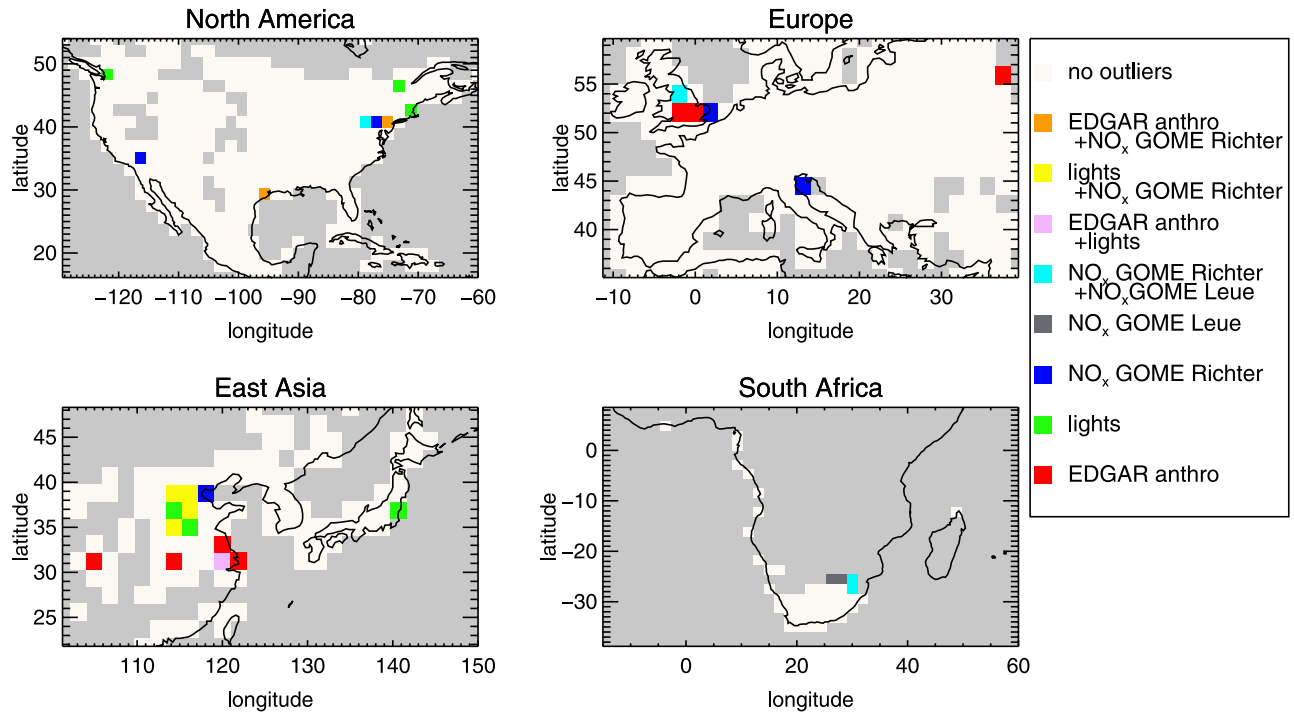 North America
latitude
50
40
30
20
−120 −110 −100 −90 −80 −70 −60
longitude
Europe
latitude
55
50
45
40
−10 0 10 20 30
longitude
East Asia
latitude
45
40
35
30
25
110 120 130 140 150
longitude
South Africa
latitude
0
−10
−20
−30
0 20 40 60
longitude
no outliers
EDGAR anthro
+NOx GOME Richter
lights
+NOx GOME Richter
EDGAR anthro
+lights
NOx GOME Richter
+NOxGOME Leue
NOx GOME Leue
NOx GOME Richter
lights
EDGAR anthro